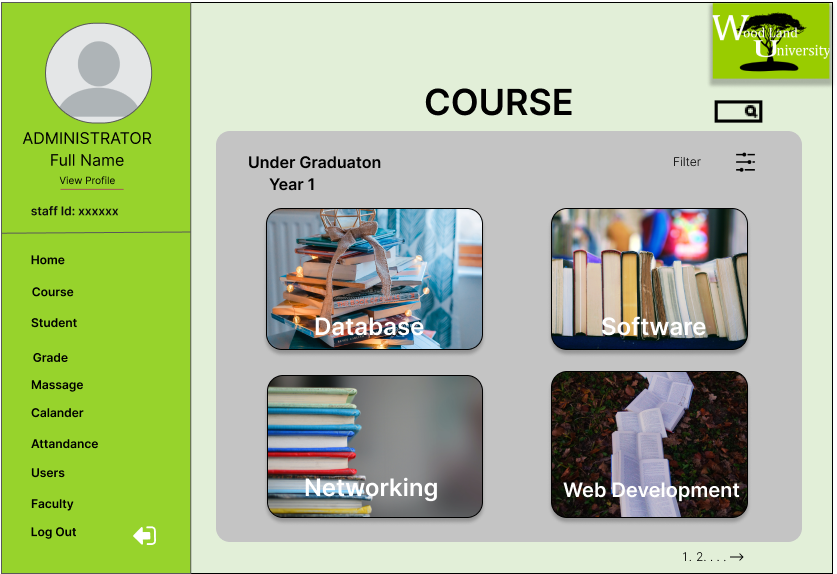 ADMINISTRATOR
Full Name
View Profile
staff Id: xxxxxx
Home
Course
Student
Grade
Massage
Calander
Attandance
Users
Faculty
Log Out
Wood Land
University
COURSE
Under Graduaton
Year 1
Filter
Database
Software
Networking
Web Development
1. 2. . . .